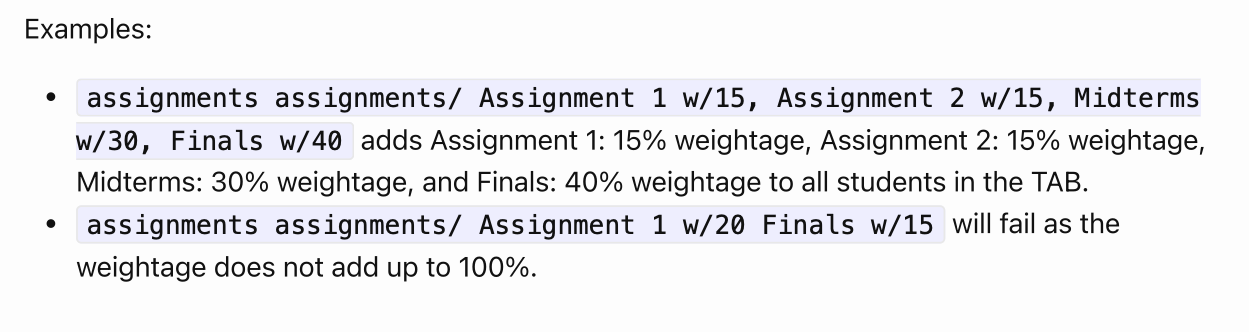 Examples:
• assignments assignments/ Assignment 1 w/15, Assignment 2 w/15, Midterms
w/30, Finals w/40 adds Assignment 1: 15% weightage, Assignment 2: 15% weightage,
Midterms: 30% weightage, and Finals: 40% weightage to all students in the TAB.
• assignments assignments/ Assignment 1 w/20 Finals w/15 will fail as the
weightage does not add up to 100%.